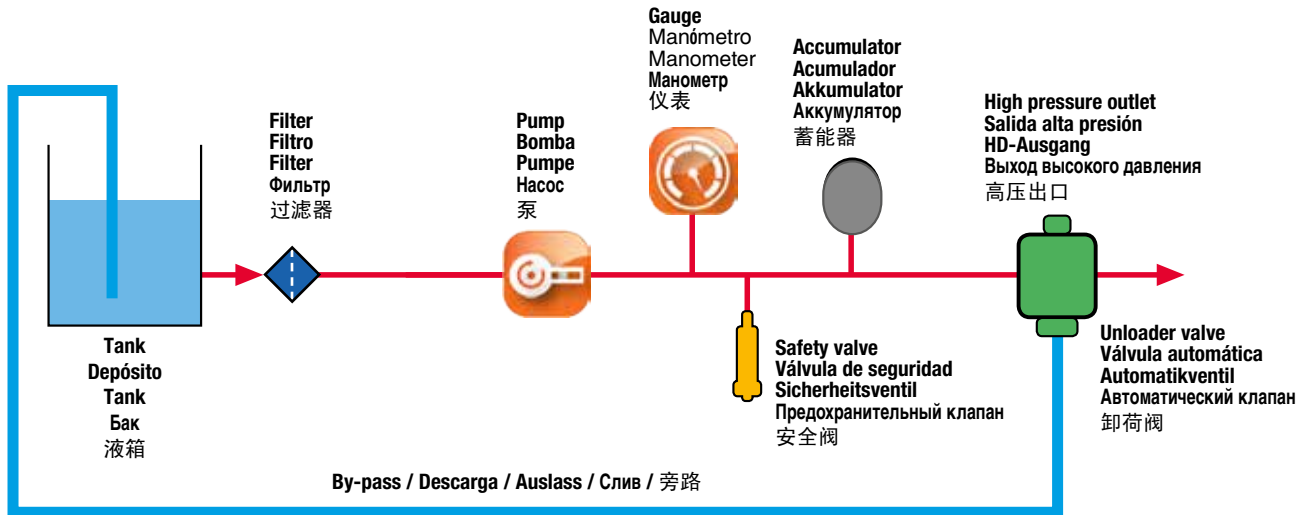 Gauge
Manómetro
Manometer
Манометр
仪表
Accumulator
Acumulador
Akkumulator
Аккумулятор
蓄能器
High pressure outlet
Salida alta presión
HD-Ausgang
Выход высокого давления
高压出口
Filter
Filtro
Filter
Фильтр
过滤器
Pump
Bomba
Pumpe
Насос
泵
Tank
Depósito
Tank
Бак
液箱
Safety valve
Válvula de seguridad
Sicherheitsventil
Предохранительный клапан
安全阀
Unloader valve
Válvula automática
Automatikventil
Автоматический клапан
卸荷阀
By-pass / Descarga / Auslass / Слив / 旁路